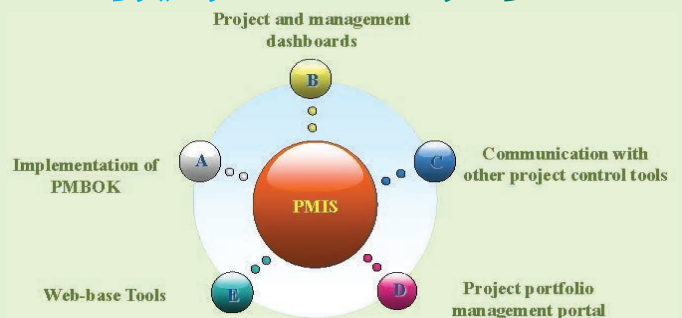 Project and management
dashboards
B
A
Implementation of
PMBOK
C
Communication with
other project control tools
PMIS
E
Web-base Tools
D
Project portfolio
management portal